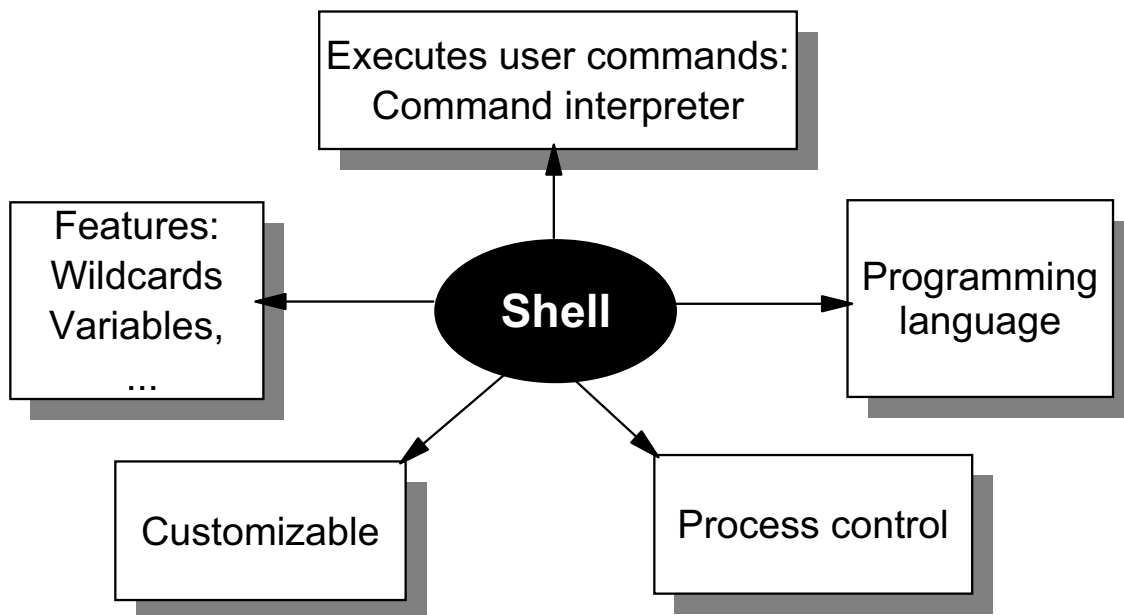 Executes user commands:
Command interpreter
Features:
Wildcards
Variables,
...
Shell
Programming
language
Customizable
Process control